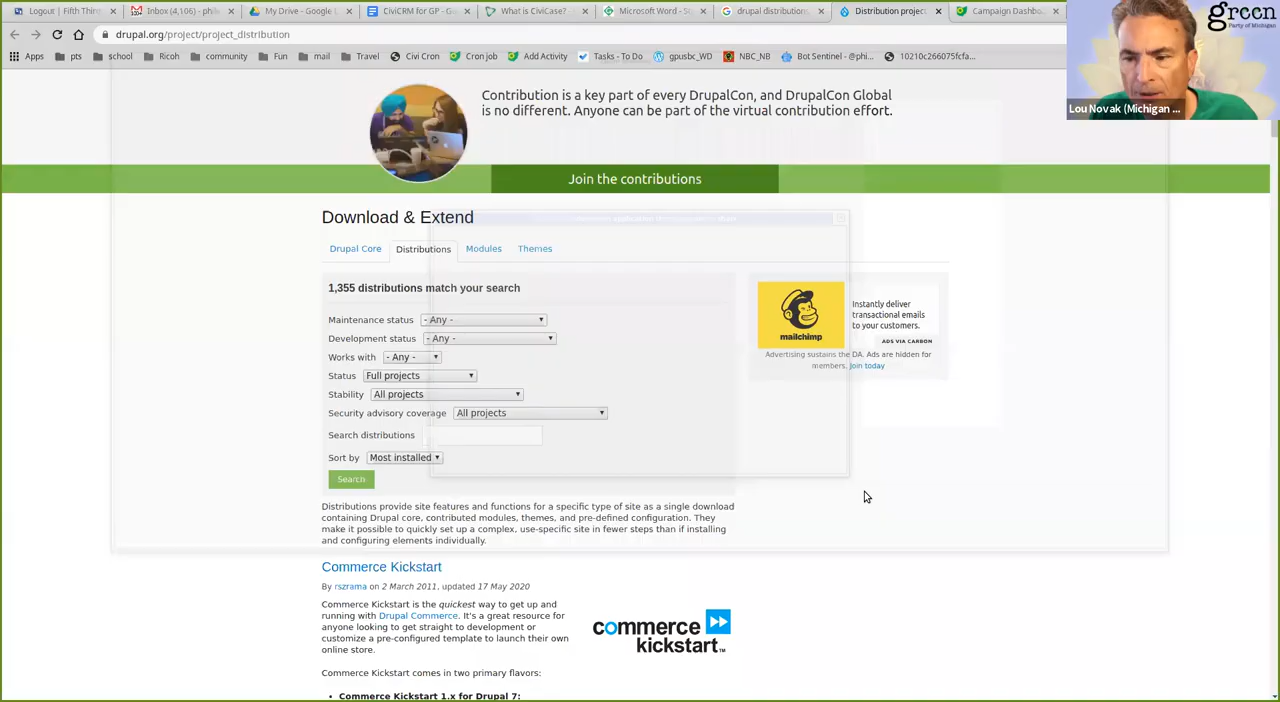 Logout | Fifth Thing
Inbox (4,106) - phile
My Drive - Google D
CiviCRM for GP - Go
What is CiviCase?
Microsoft Word - St
drupal distributions
Distribution projec
Campaign Dashbo
drupal.org/project/project_distribution
Apps pts school Ricoh community Fun mail Travel Civi Cron Cron job Add Activity Tasks - To Do gpusbc_WD NBC_NB Bot Sentinel - @phi... 10210c266075fcfa...
green
Party of Michigan
Lou Novak (Michigan ...
Contribution is a key part of every DrupalCon, and DrupalCon Global
is no different. Anyone can be part of the virtual contribution effort.
Join the contributions
Download & Extend
Drupal Core Distributions Modules Themes
1,355 distributions match your search
Maintenance status - Any -
Development status - Any -
Works with - Any -
Status Full projects
Stability All projects
Security advisory coverage All projects
Search distributions
Sort by Most installed
Search
mailchimp
Instantly deliver
transactional emails
to your customers.
ADS VIA CARBON
Advertising sustains the DA. Ads are hidden for
members. Join today
Distributions provide site features and functions for a specific type of site as a single download
containing Drupal core, contributed modules, themes, and pre-defined configuration. They
make it possible to quickly set up a complex, use-specific site in fewer steps than if installing
and configuring elements individually.
Commerce Kickstart
By rszrama on 2 March 2011, updated 17 May 2020
Commerce Kickstart is the quickest way to get up and
running with Drupal Commerce. It's a great resource for
anyone looking to get straight to development or
customize a pre-configured template to launch their own
online store.
commerce
kickstart™
Commerce Kickstart comes in two primary flavors:
• Commerce Kickstart 1.x for Drupal 7: